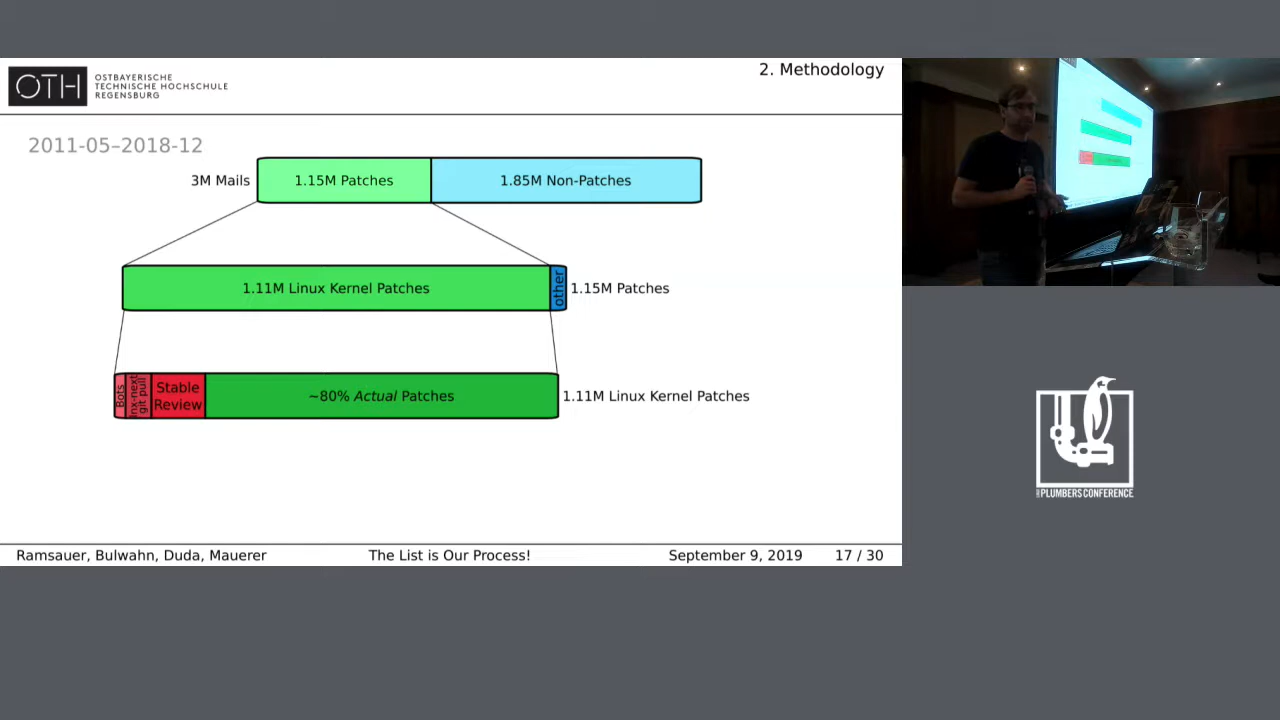 OTH
OSTBAYERISCHE
TECHNISCHE HOCHSCHULE
REGENSBURG
2. Methodology
2011-05–2018-12
3M Mails
1.15M Patches
1.85M Non-Patches
1.11M Linux Kernel Patches
other
1.15M Patches
Bots
lnx-next
git pull
Stable
Review
~80% Actual Patches
1.11M Linux Kernel Patches
Ramsauer, Bulwahn, Duda, Mauerer
The List is Our Process!
September 9, 2019
17 / 30
PLUMBERS CONFERENCE